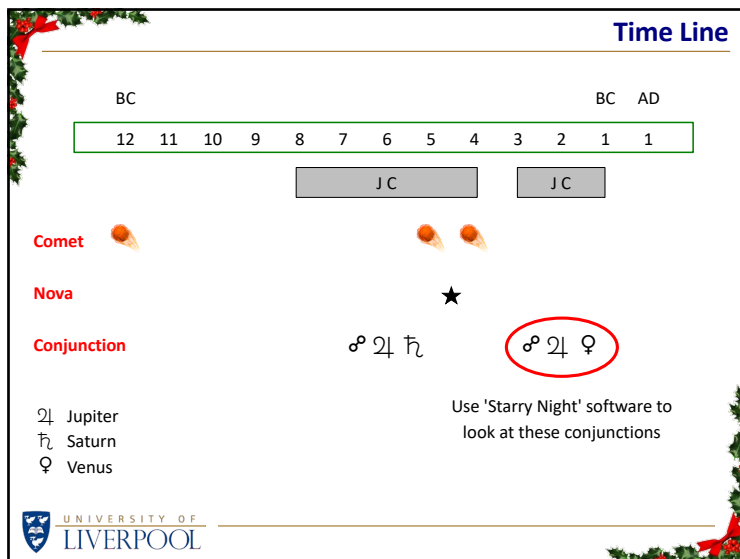 Time Line
BC BC AD
12 11 10 9 8 7 6 5 4 3 2 1 1
J C J C
Comet
Nova
★
Conjunction ☍ ♃ ♄ ☍ ♃ ♀
♃ Jupiter
♄ Saturn
♀ Venus
Use 'Starry Night' software to
look at these conjunctions
UNIVERSITY OF
LIVERPOOL